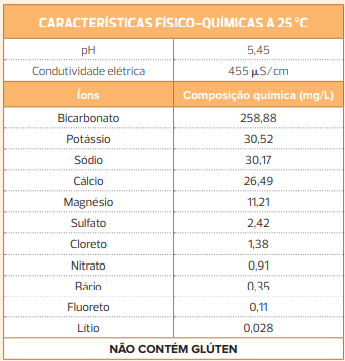 CARACTERÍSTICAS FÍSICO-QUÍMICAS A 25 °C
pH 5,45
Condutividade elétrica 455 µS/cm
Íons Composição química (mg/L)
Bicarbonato 258,88
Potássio 30,52
Sódio 30,17
Cálcio 26,49
Magnésio 11,21
Sulfato 2,42
Cloreto 1,38
Nitrato 0,91
Bário 0,35
Fluoreto 0,11
Lítio 0,028
NÃO CONTÉM GLÚTEN